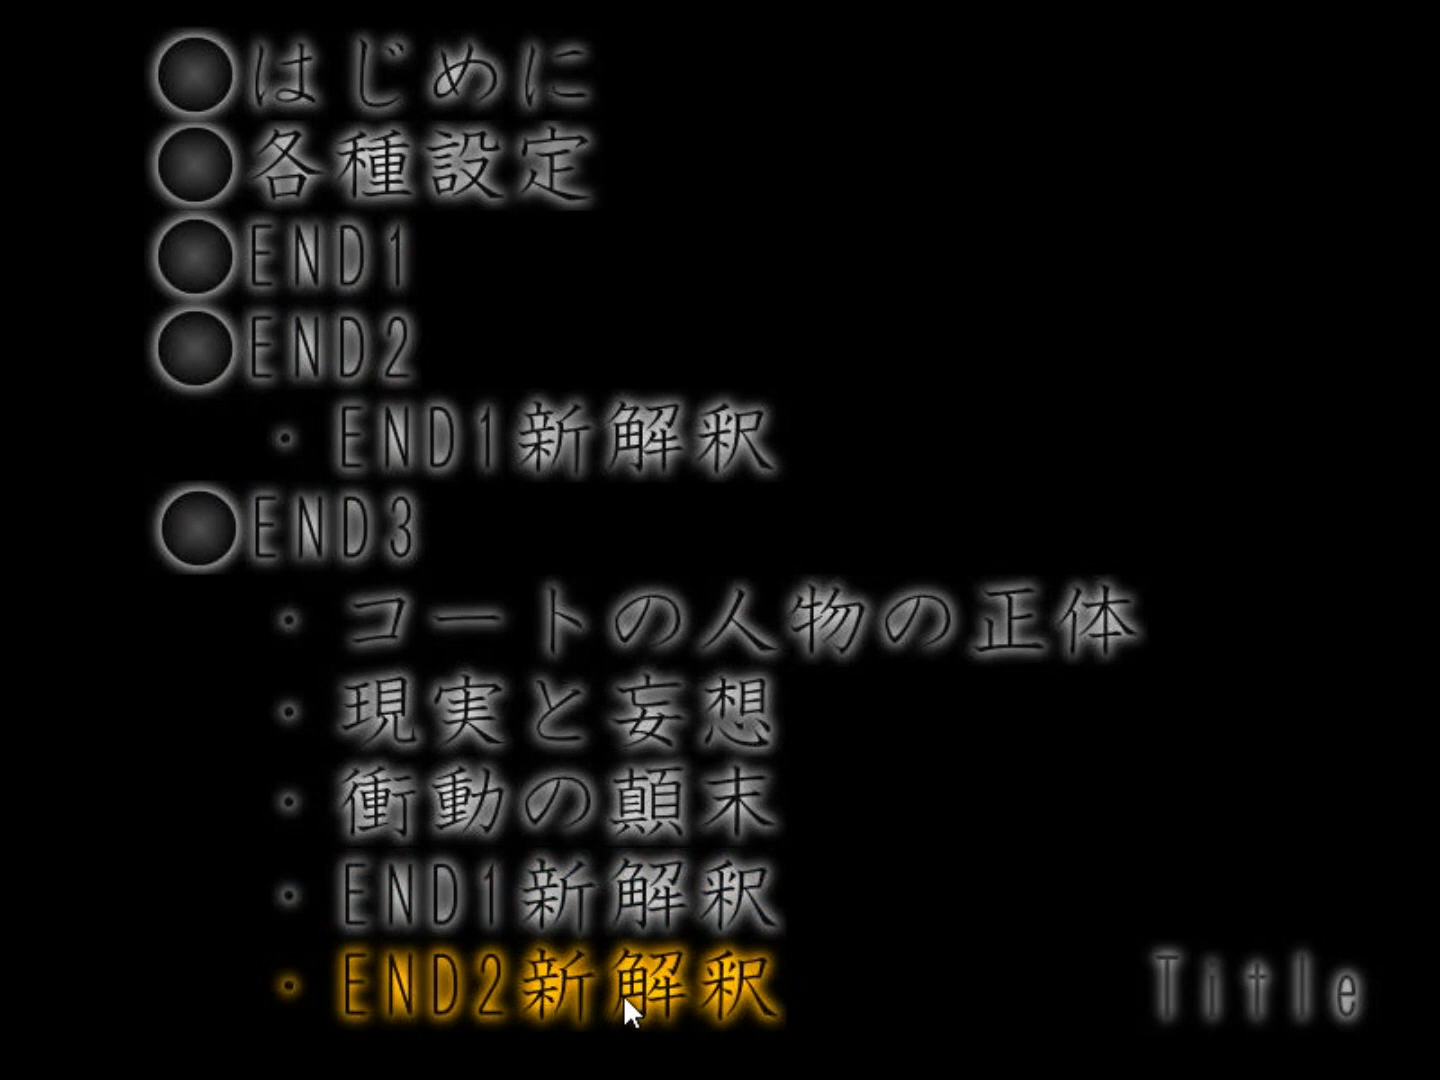 ●はじめに
●各種設定
●END1
●END2
・END1新解釈
●END3
・コートの人物の正体
・現実と妄想
・衝動の顛末
・END1新解釈
・END2新解釈
Title